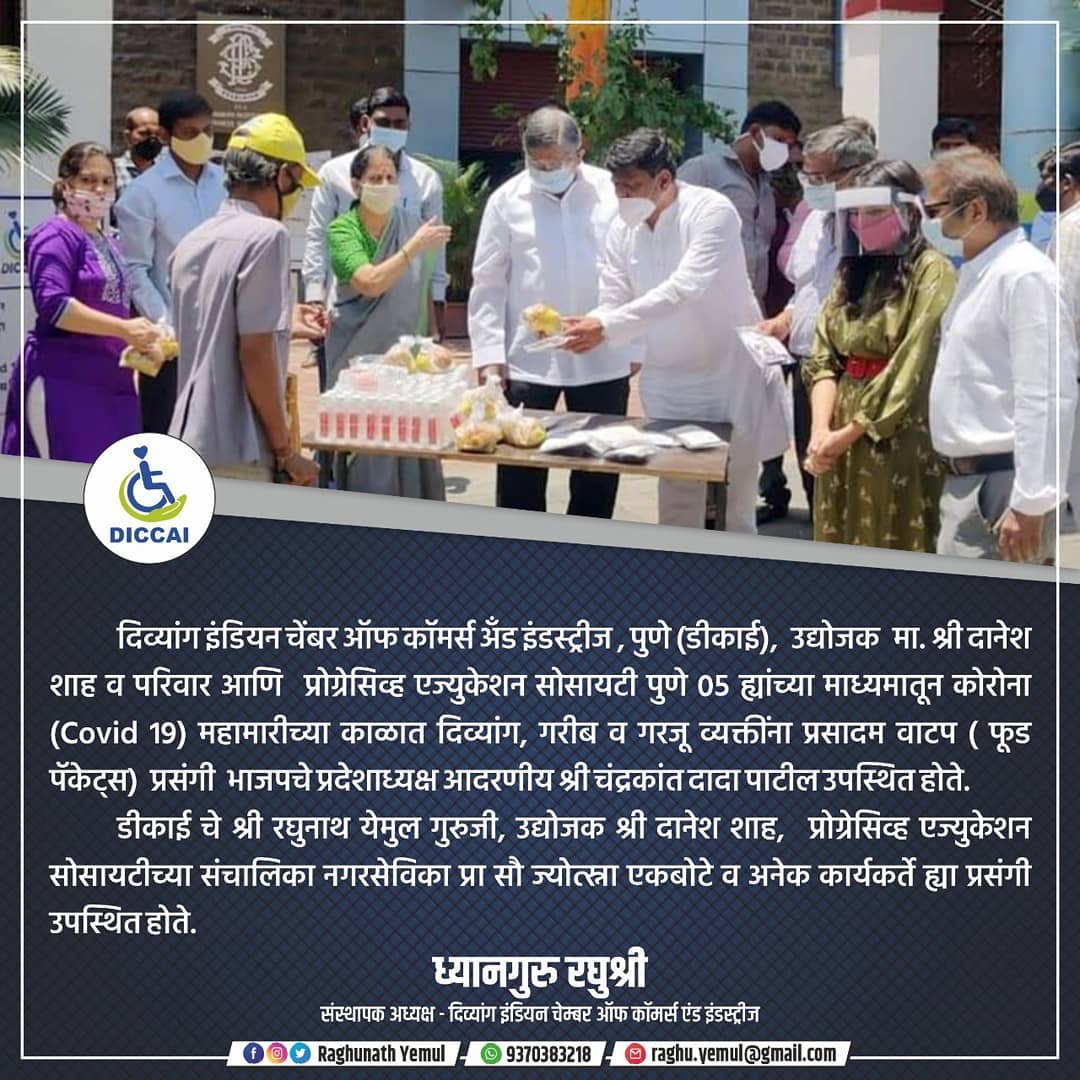 DICCAI
दिव्यांग इंडियन चेंबर ऑफ कॉमर्स अँड इंडस्ट्रीज , पुणे (डीकाई), उद्योजक मा. श्री दानेश
शाह व परिवार आणि प्रोग्रेसिव्ह एज्युकेशन सोसायटी पुणे 05 ह्यांच्या माध्यमातून कोरोना
(Covid 19) महामारीच्या काळात दिव्यांग, गरीब व गरजू व्यक्तींना प्रसादम वाटप ( फूड
पॅकेट्स) प्रसंगी भाजपचे प्रदेशाध्यक्ष आदरणीय श्री चंद्रकांत दादा पाटील उपस्थित होते.
डीकाई चे श्री रघुनाथ येमुल गुरुजी, उद्योजक श्री दानेश शाह, प्रोग्रेसिव्ह एज्युकेशन
सोसायटीच्या संचालिका नगरसेविका प्रा सौ ज्योत्स्ना एकबोटे व अनेक कार्यकर्ते ह्या प्रसंगी
उपस्थित होते.
ध्यानगुरु रघुश्री
संस्थापक अध्यक्ष - दिव्यांग इंडियन चेम्बर ऑफ कॉमर्स एंड इंडस्ट्रीज
Raghunath Yemul 9370383218 raghu.yemul@gmail.com